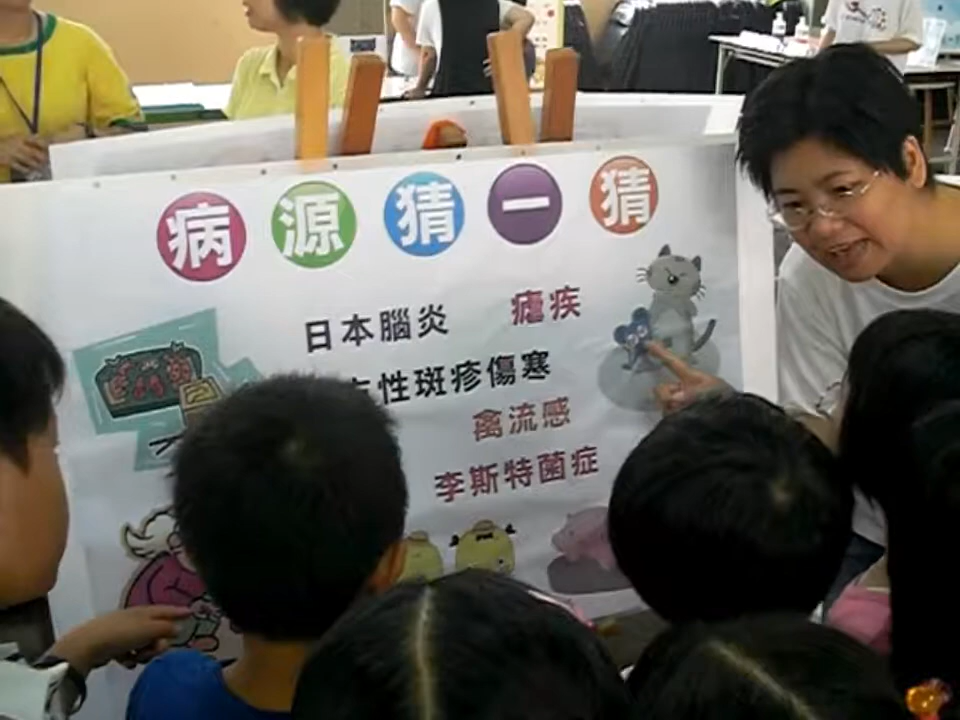 病源猜一猜
日本腦炎 瘧疾
性斑疹傷寒
禽流感
李斯特菌症